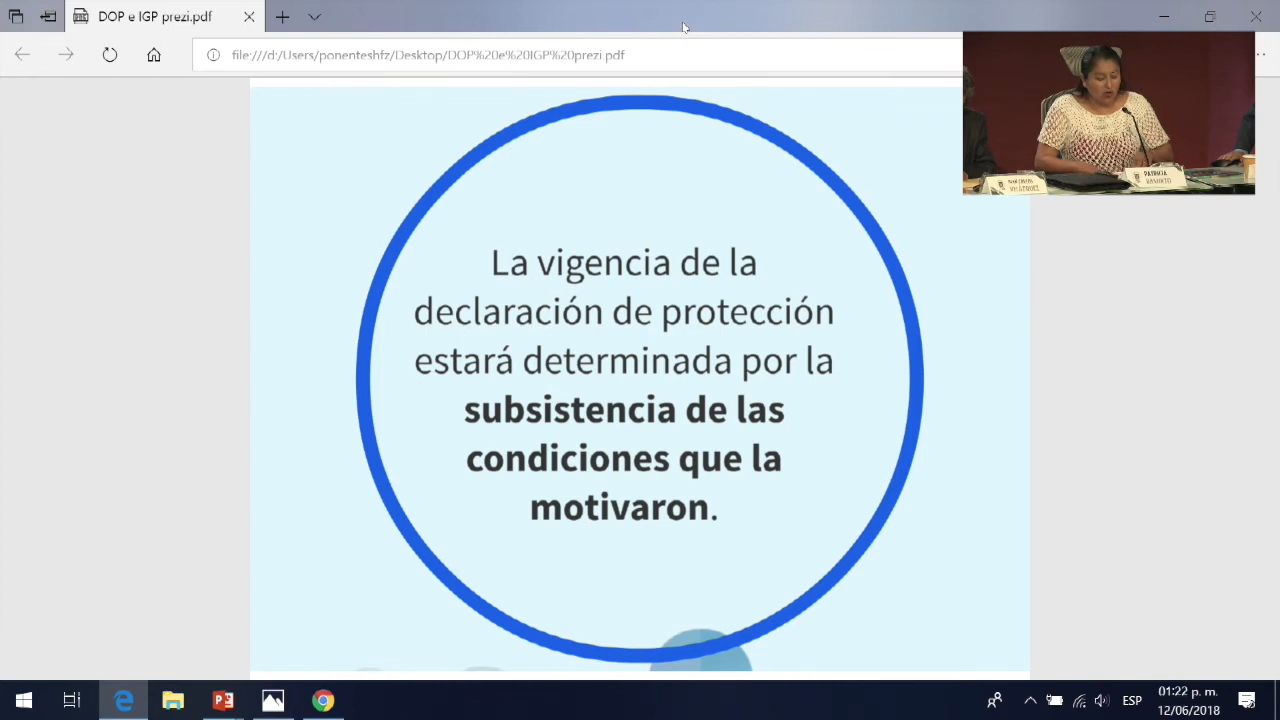 DOP e IGP prezi.pdf
file:///d:/Users/ponenteshfz/Desktop/DOP%20e%20IGP%20prezi.pdf
PATRICIA
La vigencia de la
declaración de protección
estará determinada por la
subsistencia de las
condiciones que la
motivaron.
ESP
01:22 p. m.
12/06/2018